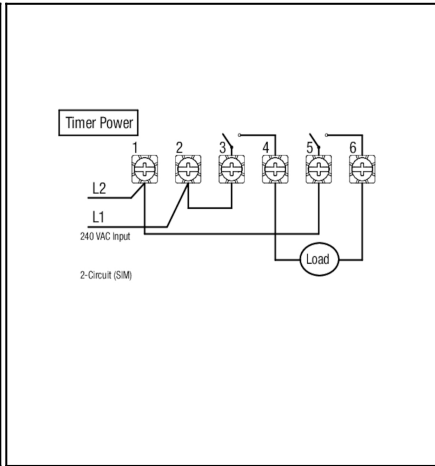 Timer Power
1 2 3 4 5 6
L2
L1
240 VAC Input
Load
2-Circuit (SIM)